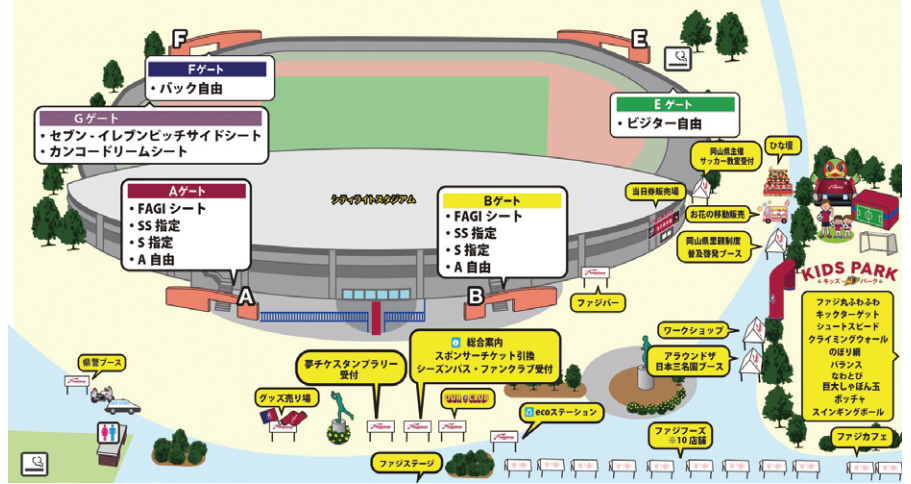 F
E
Fゲート
・バック自由
Gゲート
・セブン‐イレブンピッチサイドシート
・カンコードリームシート
Eゲート
・ビジター自由
Aゲート
・FAGIシート
・SS指定
・S指定
・A自由
シティライトスタジアム
Bゲート
・FAGIシート
・SS指定
・S指定
・A自由
A
B
岡山県主催
サッカー教室受付
ひな壇
当日券販売場
お花の移動販売
岡山県里親制度
普及啓発ブース
ファジバー
KIDS PARK
キッズパーク
ファジ丸ふわふわ
キックターゲット
シュートスピード
クライミングウォール
のぼり綱
バランス
なわとび
巨大しゃぼん玉
ボッチャ
スインギングボール
ワークショップ
アラウンドザ
日本三名園ブース
県警ブース
夢チケスタンプラリー
受付
総合案内
スポンサーチケット引換
シーズンパス・ファンクラブ受付
グッズ売り場
OUR CLUB
ecoステーション
ファジフーズ
※10店舗
ファジカフェ
ファジステージ